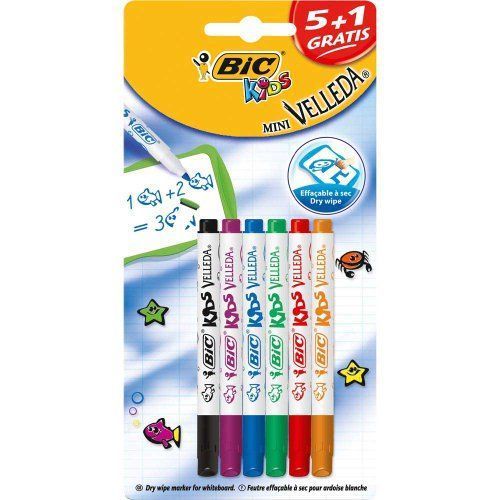 5+1
GRATIS
BIC
KIDS
MINI VELLEDA®
BIC
1 + 2
= 3
Effaçable à sec
Dry wipe
BIC KIDS VELLEDA®
BIC KIDS VELLEDA®
BIC KIDS VELLEDA®
BIC KIDS VELLEDA®
BIC KIDS VELLEDA®
BIC KIDS VELLEDA®
Dry wipe marker for whiteboard. Feutre effaçable à sec pour ardoise blanche